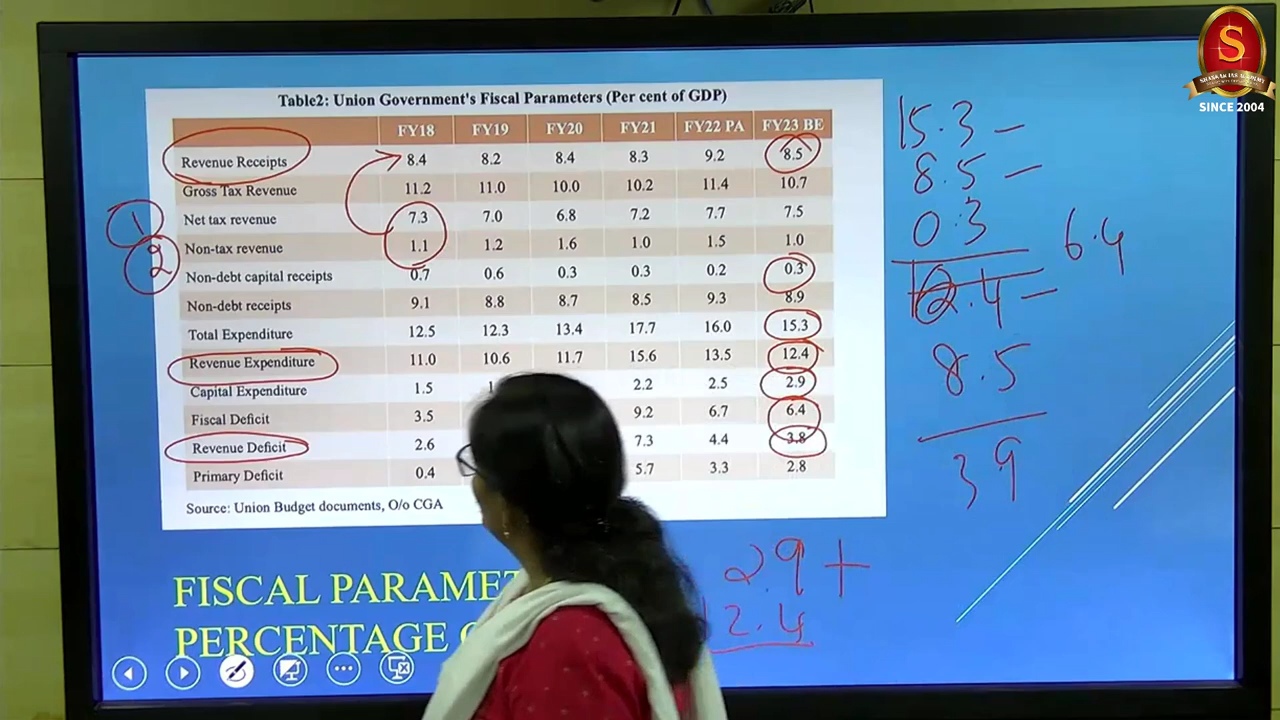 SHANKAR IAS ACADEMY
SINCE 2004
Table2: Union Government's Fiscal Parameters (Per cent of GDP)
FY18 FY19 FY20 FY21 FY22 PA FY23 BE
Revenue Receipts 8.4 8.2 8.4 8.3 9.2 8.5
Gross Tax Revenue 11.2 11.0 10.0 10.2 11.4 10.7
Net tax revenue 7.3 7.0 6.8 7.2 7.7 7.5
Non-tax revenue 1.1 1.2 1.6 1.0 1.5 1.0
Non-debt capital receipts 0.7 0.6 0.3 0.3 0.2 0.3
Non-debt receipts 9.1 8.8 8.7 8.5 9.3 8.9
Total Expenditure 12.5 12.3 13.4 17.7 16.0 15.3
Revenue Expenditure 11.0 10.6 11.7 15.6 13.5 12.4
Capital Expenditure 1.5 2.2 2.5 2.9
Fiscal Deficit 3.5 9.2 6.7 6.4
Revenue Deficit 2.6 7.3 4.4 3.8
Primary Deficit 0.4 5.7 3.3 2.8
Source: Union Budget documents, O/o CGA
FISCAL PARAMET
PERCENTAGE
1
2
15.3 -
8.5 -
0.3
6.4
12.4 -
8.5
39
2.9 +
12.4